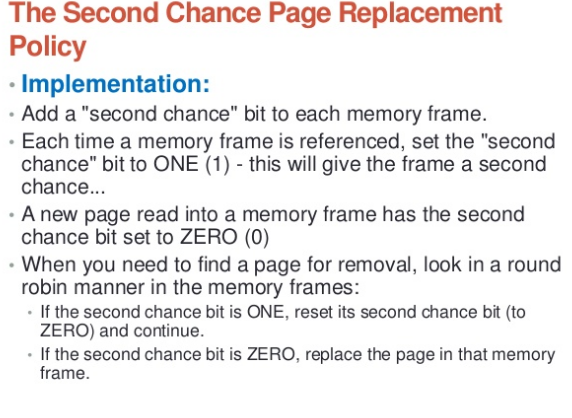 The Second Chance Page Replacement
Policy
• Implementation:
• Add a "second chance" bit to each memory frame.
• Each time a memory frame is referenced, set the "second
chance" bit to ONE (1) - this will give the frame a second
chance...
• A new page read into a memory frame has the second
chance bit set to ZERO (0)
• When you need to find a page for removal, look in a round
robin manner in the memory frames:
• If the second chance bit is ONE, reset its second chance bit (to
ZERO) and continue.
• If the second chance bit is ZERO, replace the page in that memory
frame.